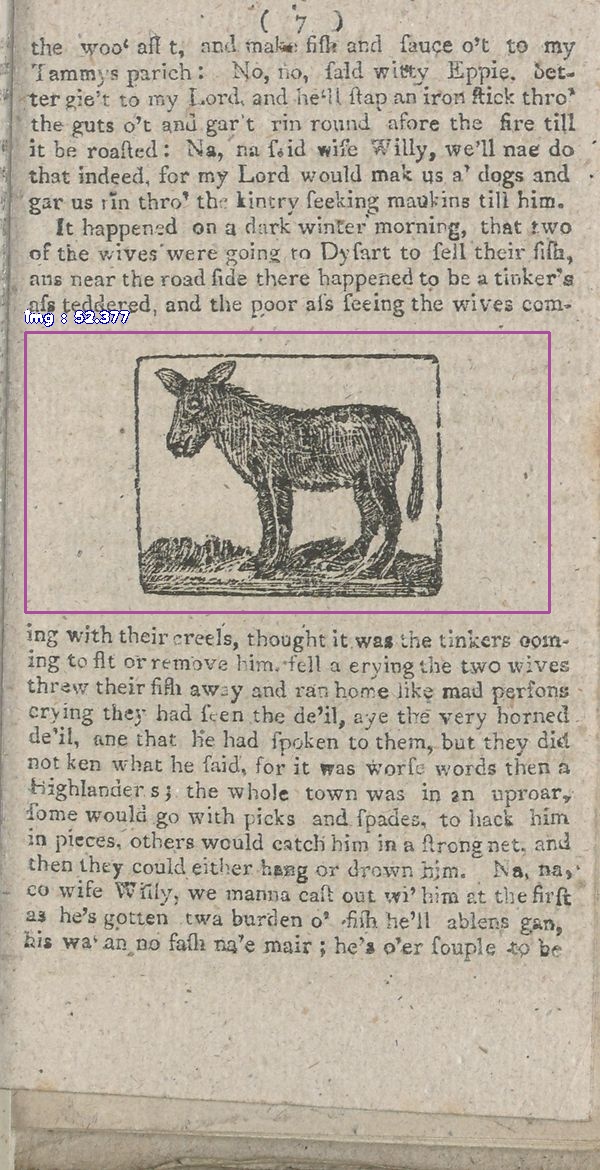 ( 7 )
the woo' aff t, and make fish and sauce o't to my
Tammys parich: No, no, said witty Eppie, bet-
ter gie't to my Lord, and he'll stap an iron stick thro'
the guts o't and gar't rin round afore the fire till
it be roasted: Na, na said wise Willy, we'll nae do
that indeed, for my Lord would mak us a' dogs and
gar us rin thro' the kintry seeking maukins till him.
It happened on a dark winter morning, that two
of the wives were going to Dysart to sell their fish,
ans near the road side there happened to be a tinker's
ass teddered, and the poor ass seeing the wives com-
img : 52.377
ing with their creels, thought it was the tinkers com-
ing to flit or remove him, fell a erying the two wives
threw their fish away and ran home like mad persons
crying they had seen the de'il, aye the very horned
de'il, ane that he had spoken to them, but they did
not ken what he said, for it was worse words then a
Highlanders; the whole town was in an uproar,
some would go with picks and spades, to hack him
in pieces, others would catch him in a strong net, and
then they could either hang or drown him. Na, na,
co wife Willy, we manna cast out wi' him at the first
as he's gotten twa burden o' fish he'll ablens gan,
his wa' an no fash na'e mair; he's o'er souple to be